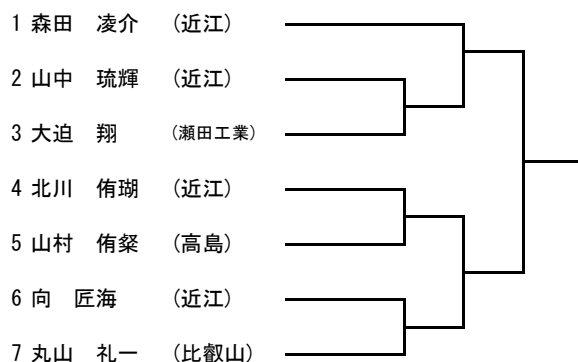 1 森田　凌介　（近江）
2 山中　琉輝　（近江）
3 大迫　翔　（瀬田工業）
4 北川　侑瑚　（近江）
5 山村　侑粲　（高島）
6 向　匠海　（近江）
7 丸山　礼一　（比叡山）